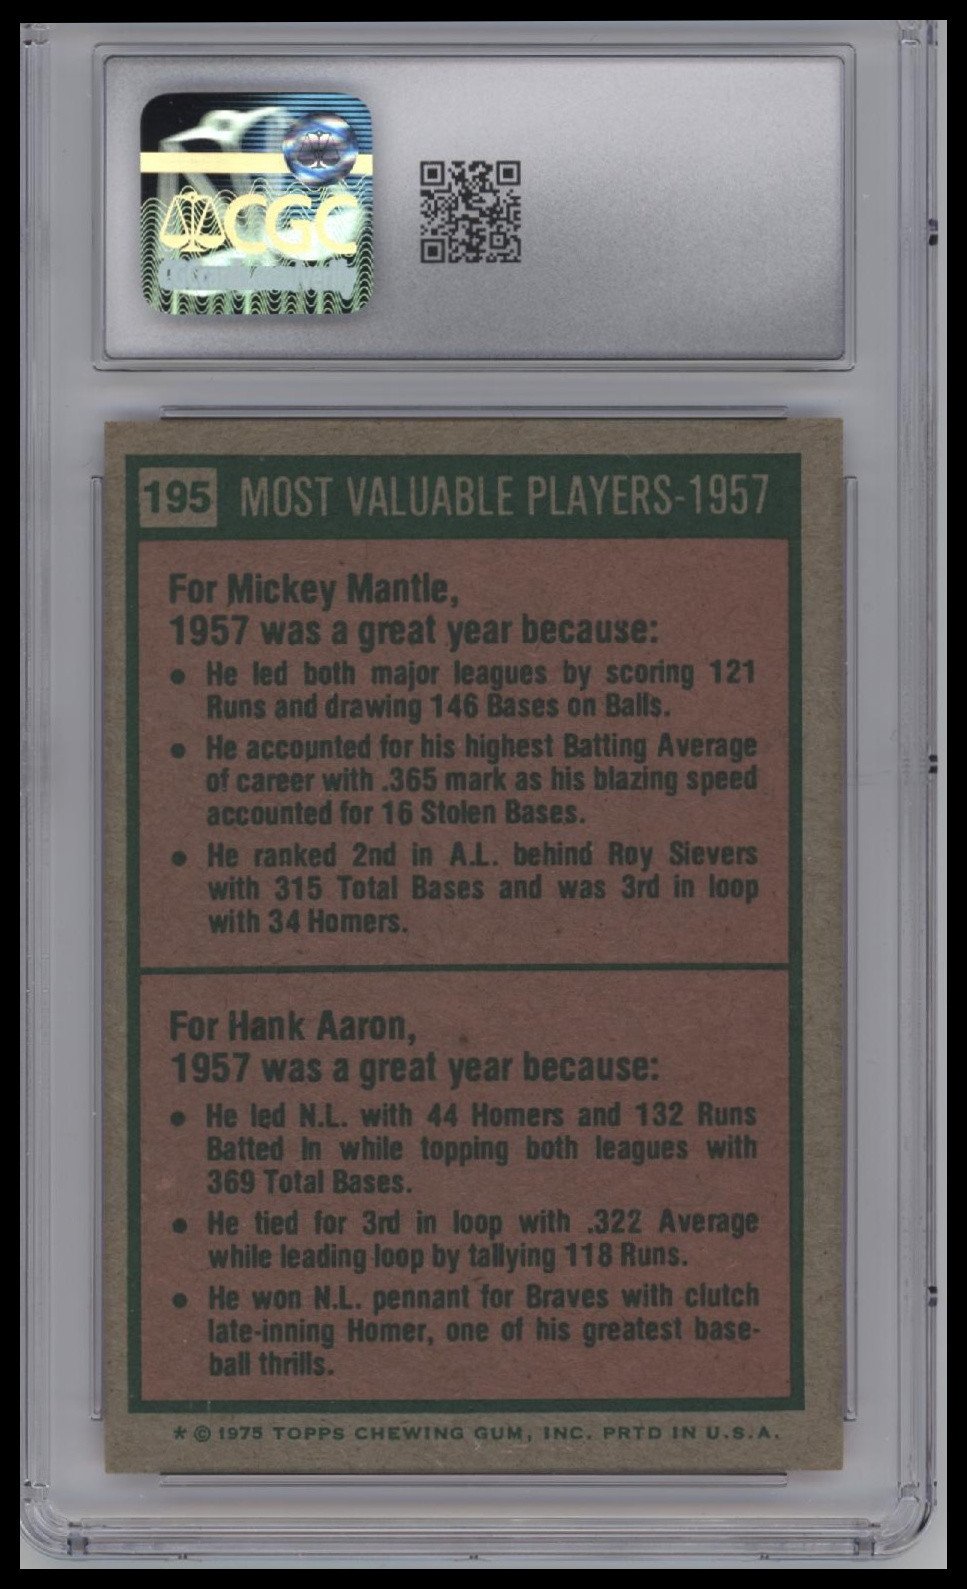 CGC
195 MOST VALUABLE PLAYERS-1957
For Mickey Mantle,
1957 was a great year because:
• He led both major leagues by scoring 121
Runs and drawing 146 Bases on Balls.
• He accounted for his highest Batting Average
of career with .365 mark as his blazing speed
accounted for 16 Stolen Bases.
• He ranked 2nd in A.L. behind Roy Sievers
with 315 Total Bases and was 3rd in loop
with 34 Homers.
For Hank Aaron,
1957 was a great year because:
• He led N.L. with 44 Homers and 132 Runs
Batted In while topping both leagues with
369 Total Bases.
• He tied for 3rd in loop with .322 Average
while leading loop by tallying 118 Runs.
• He won N.L. pennant for Braves with clutch
late-inning Homer, one of his greatest base-
ball thrills.
* © 1975 TOPPS CHEWING GUM, INC. PRTD IN U.S.A.